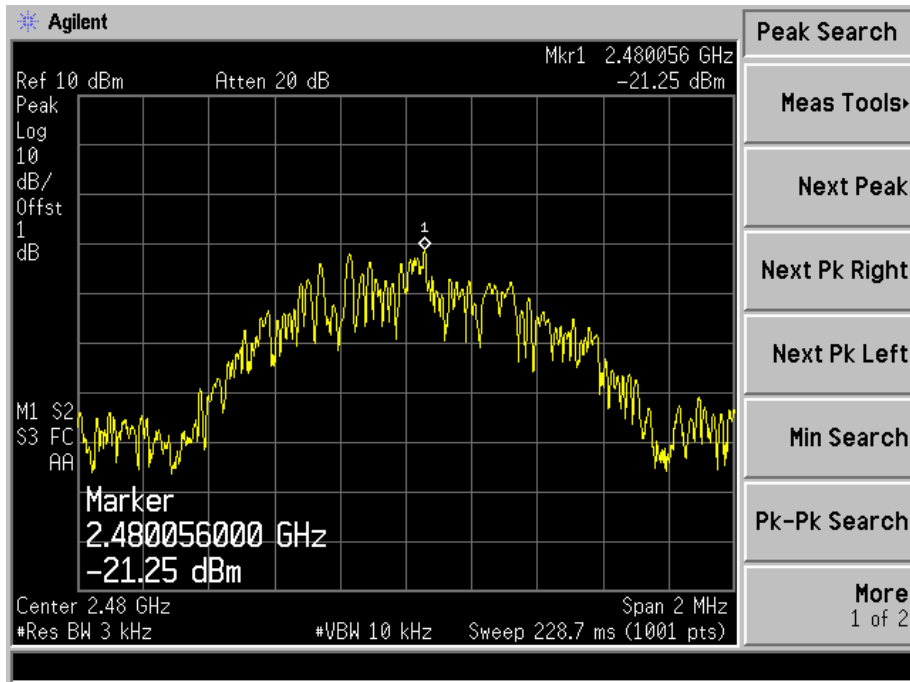 Agilent
Peak Search
Mkr1 2.480056 GHz
Ref 10 dBm Atten 20 dB -21.25 dBm
Peak
Log
10
dB/
Offst
1
dB
1
M1 S2
S3 FC
AA
Marker
2.480056000 GHz
-21.25 dBm
Center 2.48 GHz Span 2 MHz
#Res BW 3 kHz #VBW 10 kHz Sweep 228.7 ms (1001 pts)
Meas Tools
Next Peak
Next Pk Right
Next Pk Left
Min Search
Pk-Pk Search
More
1 of 2